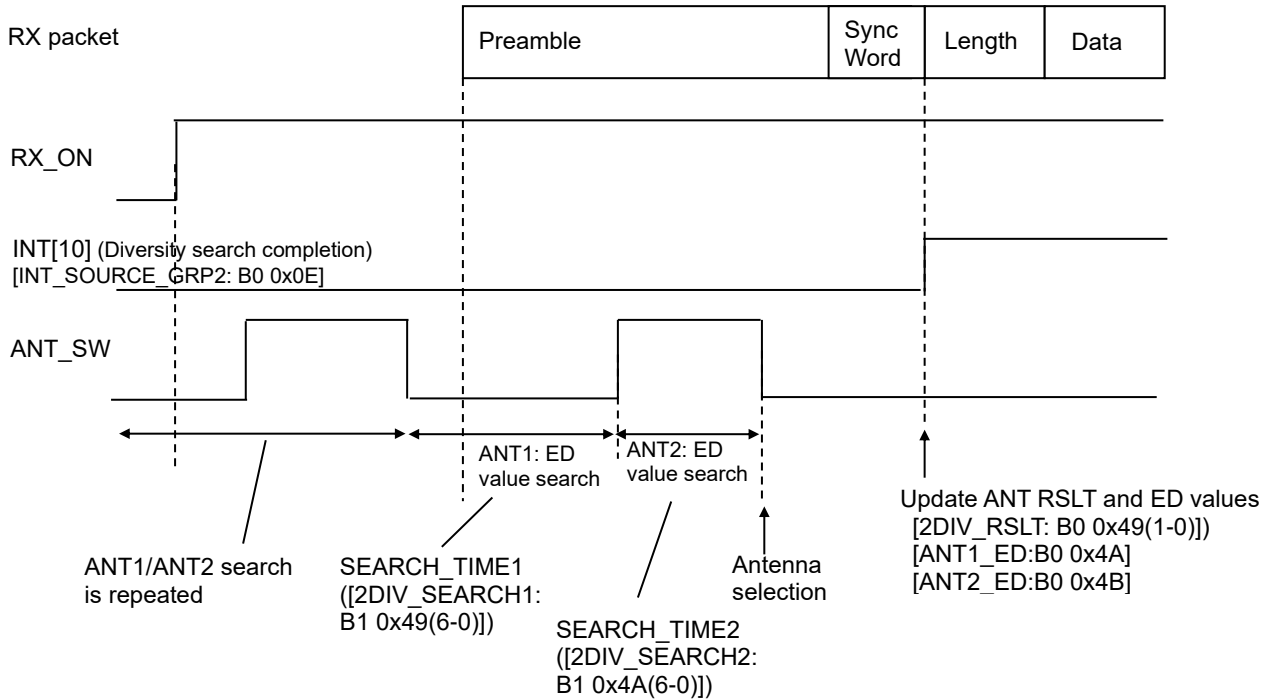 RX packet
Preamble
Sync
Word
Length
Data
RX_ON
INT[10] (Diversity search completion)
[INT_SOURCE_GRP2: B0 0x0E]
ANT_SW
ANT1: ED
value search
ANT2: ED
value search
ANT1/ANT2 search
is repeated
SEARCH_TIME1
([2DIV_SEARCH1:
B1 0x49(6-0)])
SEARCH_TIME2
([2DIV_SEARCH2:
B1 0x4A(6-0)])
Antenna
selection
Update ANT RSLT and ED values
[2DIV_RSLT: B0 0x49(1-0)])
[ANT1_ED:B0 0x4A]
[ANT2_ED:B0 0x4B]